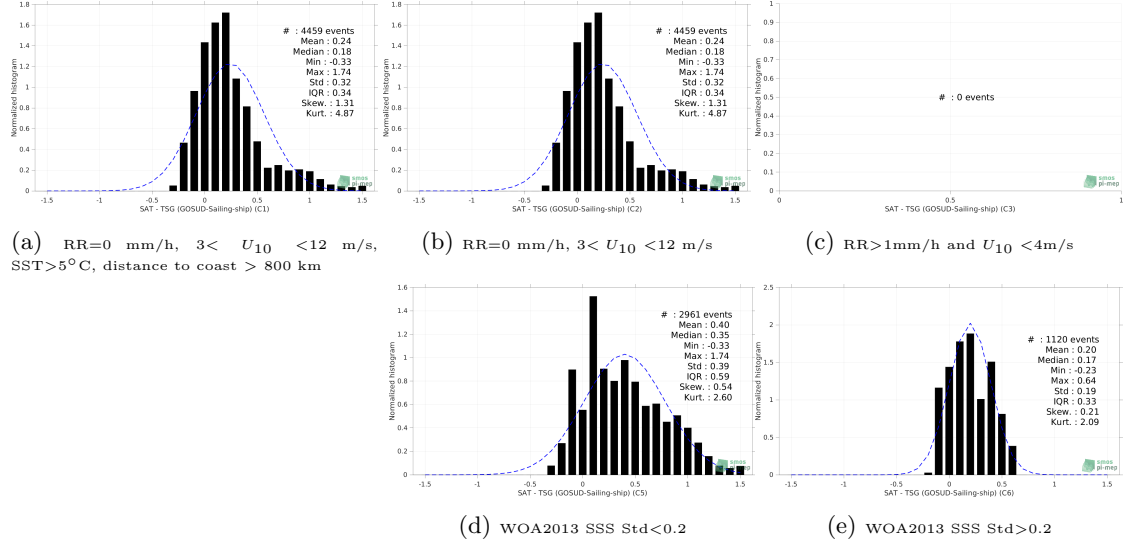 1.8
1.6
1.4
1.2
1
0.8
0.6
0.4
0.2
0
Normalized histogram
# : 4459 events
Mean : 0.24
Median : 0.18
Min : -0.33
Max : 1.74
Std : 0.32
IQR : 0.34
Skew. : 1.31
Kurt. : 4.87
smos
pi-mep
-1.5 -1 -0.5 0 0.5 1 1.5
SAT - TSG (GOSUD-Sailing-ship) (C1)
(a) RR=0 mm/h, 3< U10 <12 m/s,
SST>5°C, distance to coast > 800 km
1.8
1.6
1.4
1.2
1
0.8
0.6
0.4
0.2
0
Normalized histogram
# : 4459 events
Mean : 0.24
Median : 0.18
Min : -0.33
Max : 1.74
Std : 0.32
IQR : 0.34
Skew. : 1.31
Kurt. : 4.87
smos
pi-mep
-1.5 -1 -0.5 0 0.5 1 1.5
SAT - TSG (GOSUD-Sailing-ship) (C2)
(b) RR=0 mm/h, 3< U10 <12 m/s
1
0.9
0.8
0.7
0.6
0.5
0.4
0.3
0.2
0.1
0
Normalized histogram
# : 0 events
smos
pi-mep
0 0.5 1
SAT - TSG (GOSUD-Sailing-ship) (C3)
(c) RR>1mm/h and U10 <4m/s
1.6
1.4
1.2
1
0.8
0.6
0.4
0.2
0
Normalized histogram
# : 2961 events
Mean : 0.40
Median : 0.35
Min : -0.33
Max : 1.74
Std : 0.39
IQR : 0.59
Skew. : 0.54
Kurt. : 2.60
smos
pi-mep
-1.5 -1 -0.5 0 0.5 1 1.5
SAT - TSG (GOSUD-Sailing-ship) (C5)
(d) WOA2013 SSS Std<0.2
2.5
2
1.5
1
0.5
0
Normalized histogram
# : 1120 events
Mean : 0.20
Median : 0.17
Min : -0.23
Max : 0.64
Std : 0.19
IQR : 0.33
Skew. : 0.21
Kurt. : 2.09
smos
pi-mep
-1.5 -1 -0.5 0 0.5 1 1.5
SAT - TSG (GOSUD-Sailing-ship) (C6)
(e) WOA2013 SSS Std>0.2